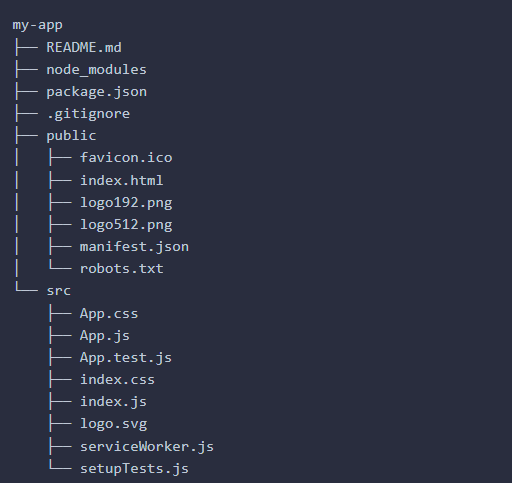 my-app
├── README.md
├── node_modules
├── package.json
├── .gitignore
├── public
│   ├── favicon.ico
│   ├── index.html
│   ├── logo192.png
│   ├── logo512.png
│   ├── manifest.json
│   └── robots.txt
└── src
    ├── App.css
    ├── App.js
    ├── App.test.js
    ├── index.css
    ├── index.js
    ├── logo.svg
    ├── serviceWorker.js
    └── setupTests.js